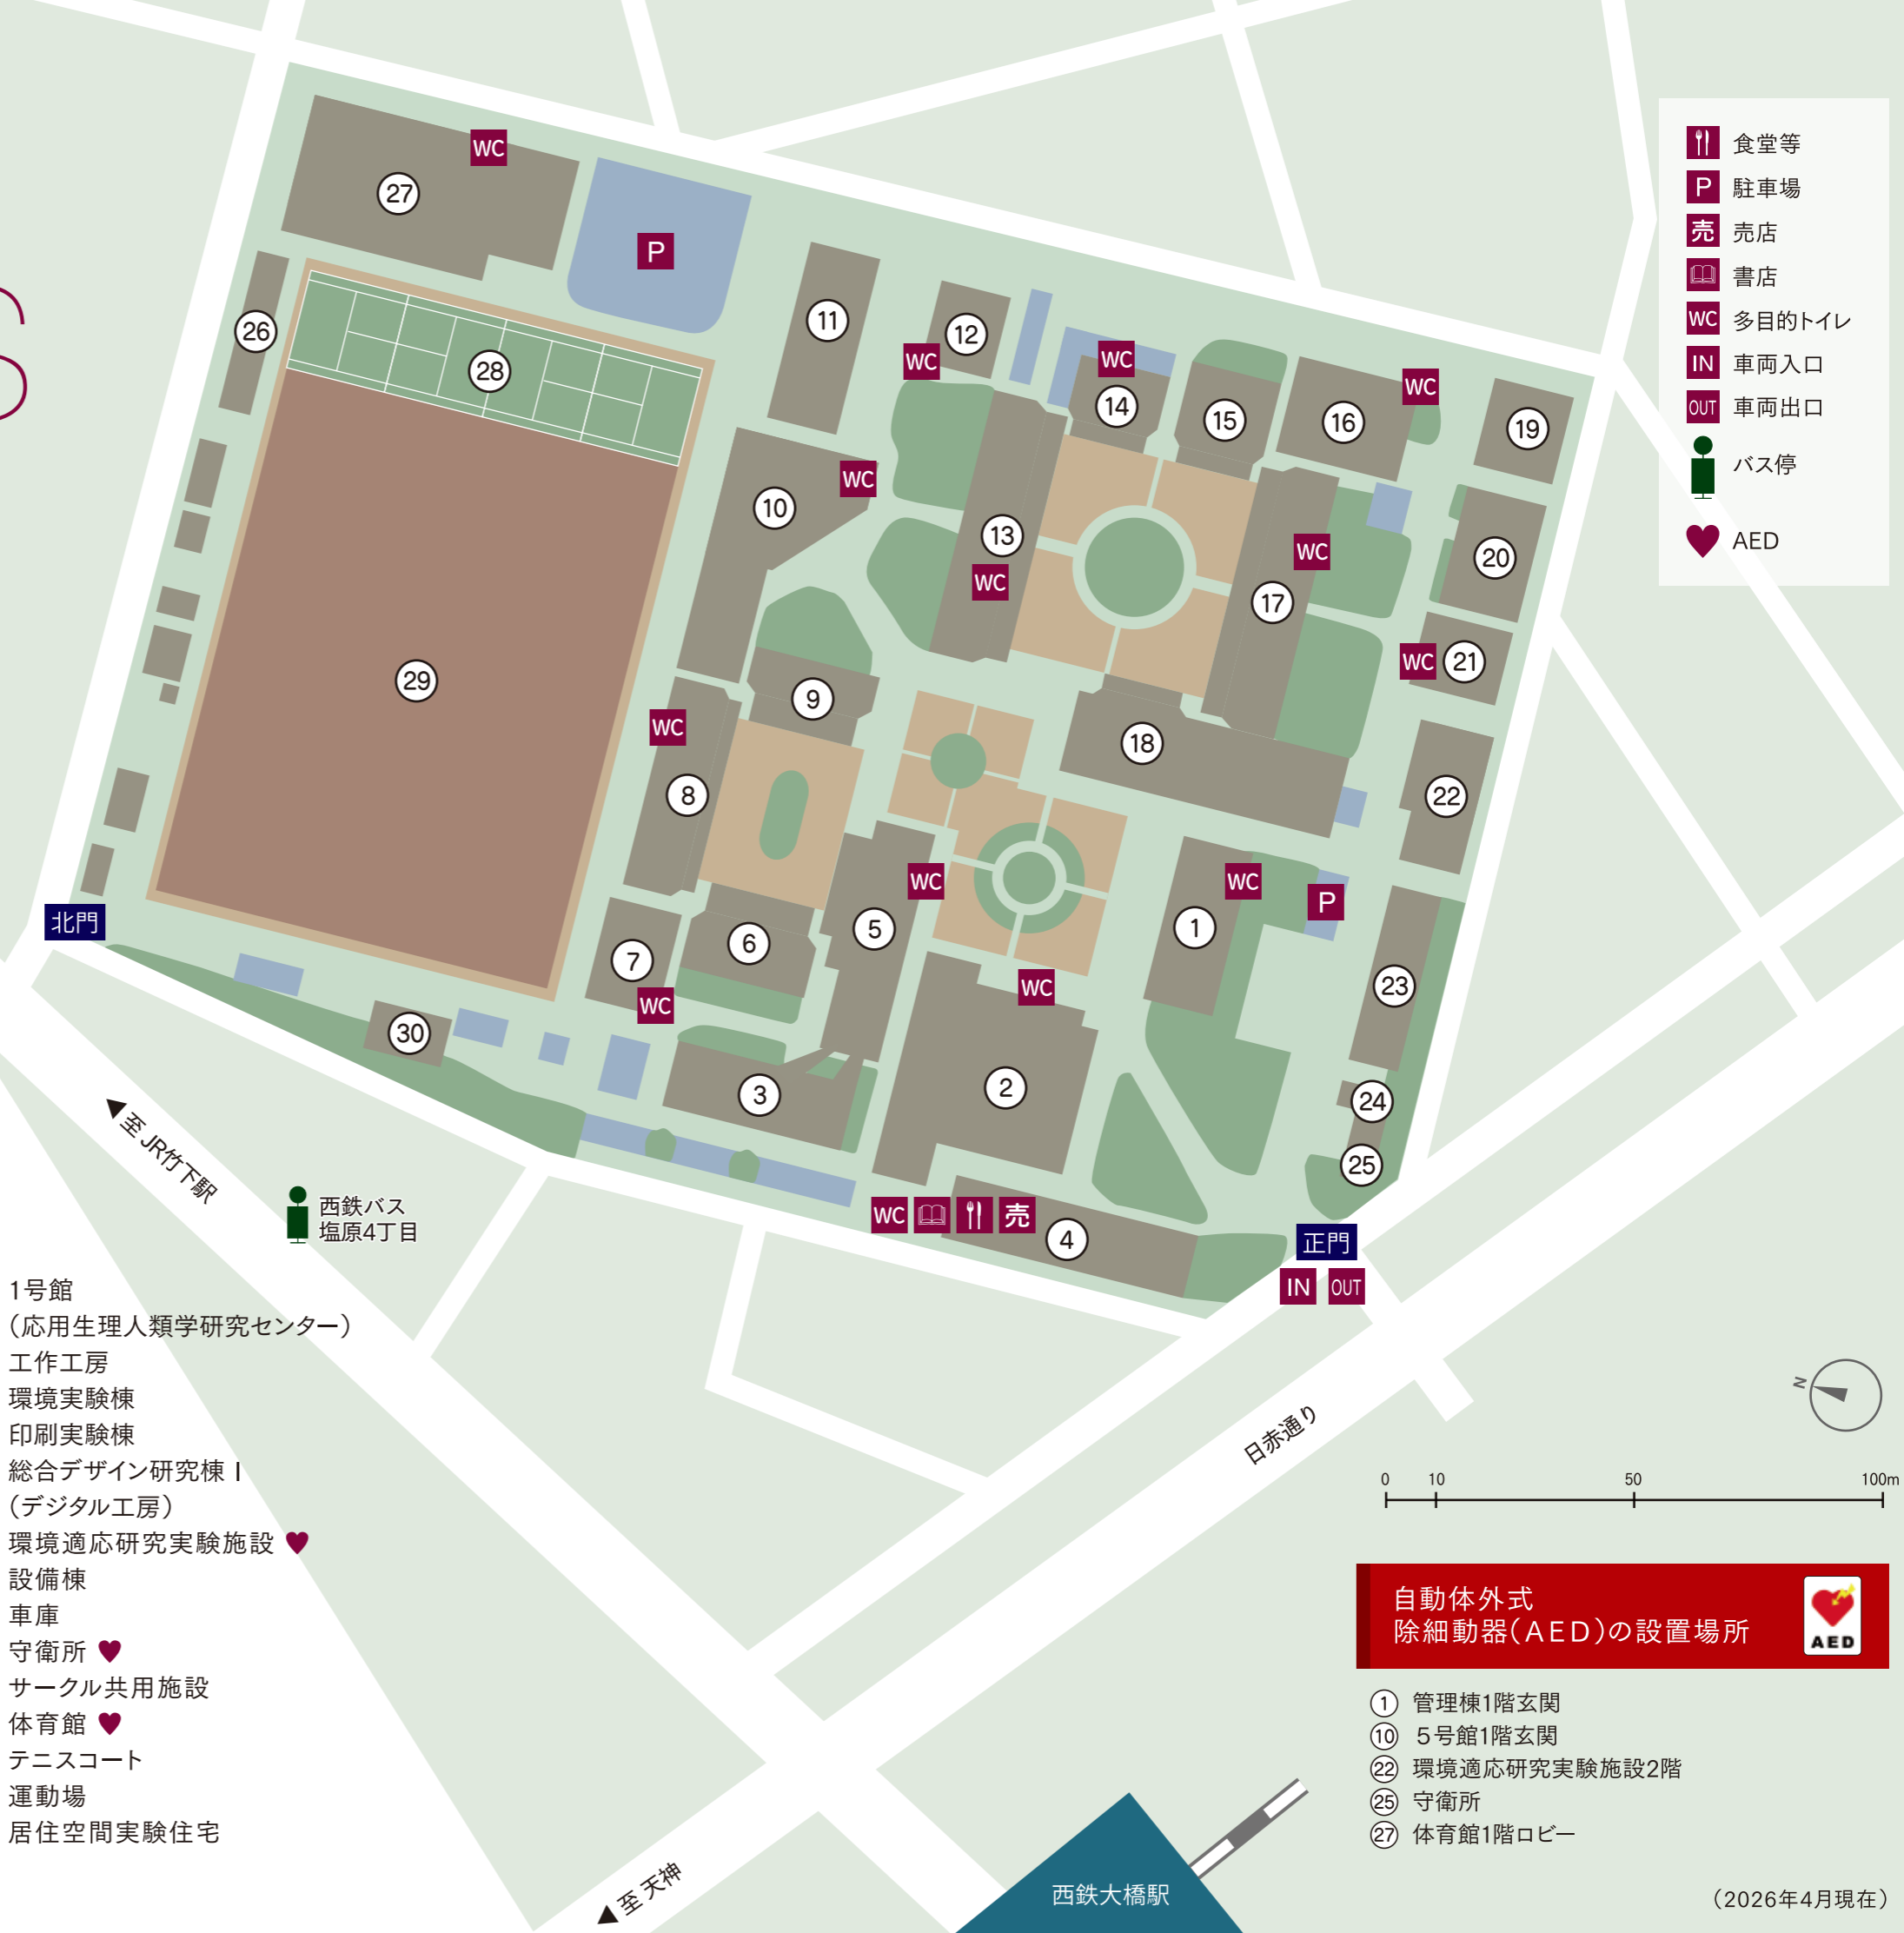 WC
27
P
26
28
11
12
WC
WC
14
15
16
WC
19
10
WC
13
WC
WC
17
20
29
9
WC
21
WC
18
8
22
5
WC
1
WC
P
北門
7
6
WC
WC
23
30
3
2
24
25
WC
売
4
正門
IN
OUT
食堂等
P
駐車場
売
売店
書店
WC
多目的トイレ
IN
車両入口
OUT
車両出口
バス停
AED
至 JR竹下駅
西鉄バス
塩原4丁目
1号館
（応用生理人類学研究センター）
工作工房
環境実験棟
印刷実験棟
総合デザイン研究棟Ⅰ
（デジタル工房）
環境適応研究実験施設
設備棟
車庫
守衛所
サークル共用施設
体育館
テニスコート
運動場
居住空間実験住宅
日赤通り
至 天神
西鉄大橋駅
N
0 10 50 100m
自動体外式
除細動器（AED）の設置場所
AED
1 管理棟1階玄関
10 5号館1階玄関
22 環境適応研究実験施設2階
25 守衛所
27 体育館1階ロビー
（2026年4月現在）